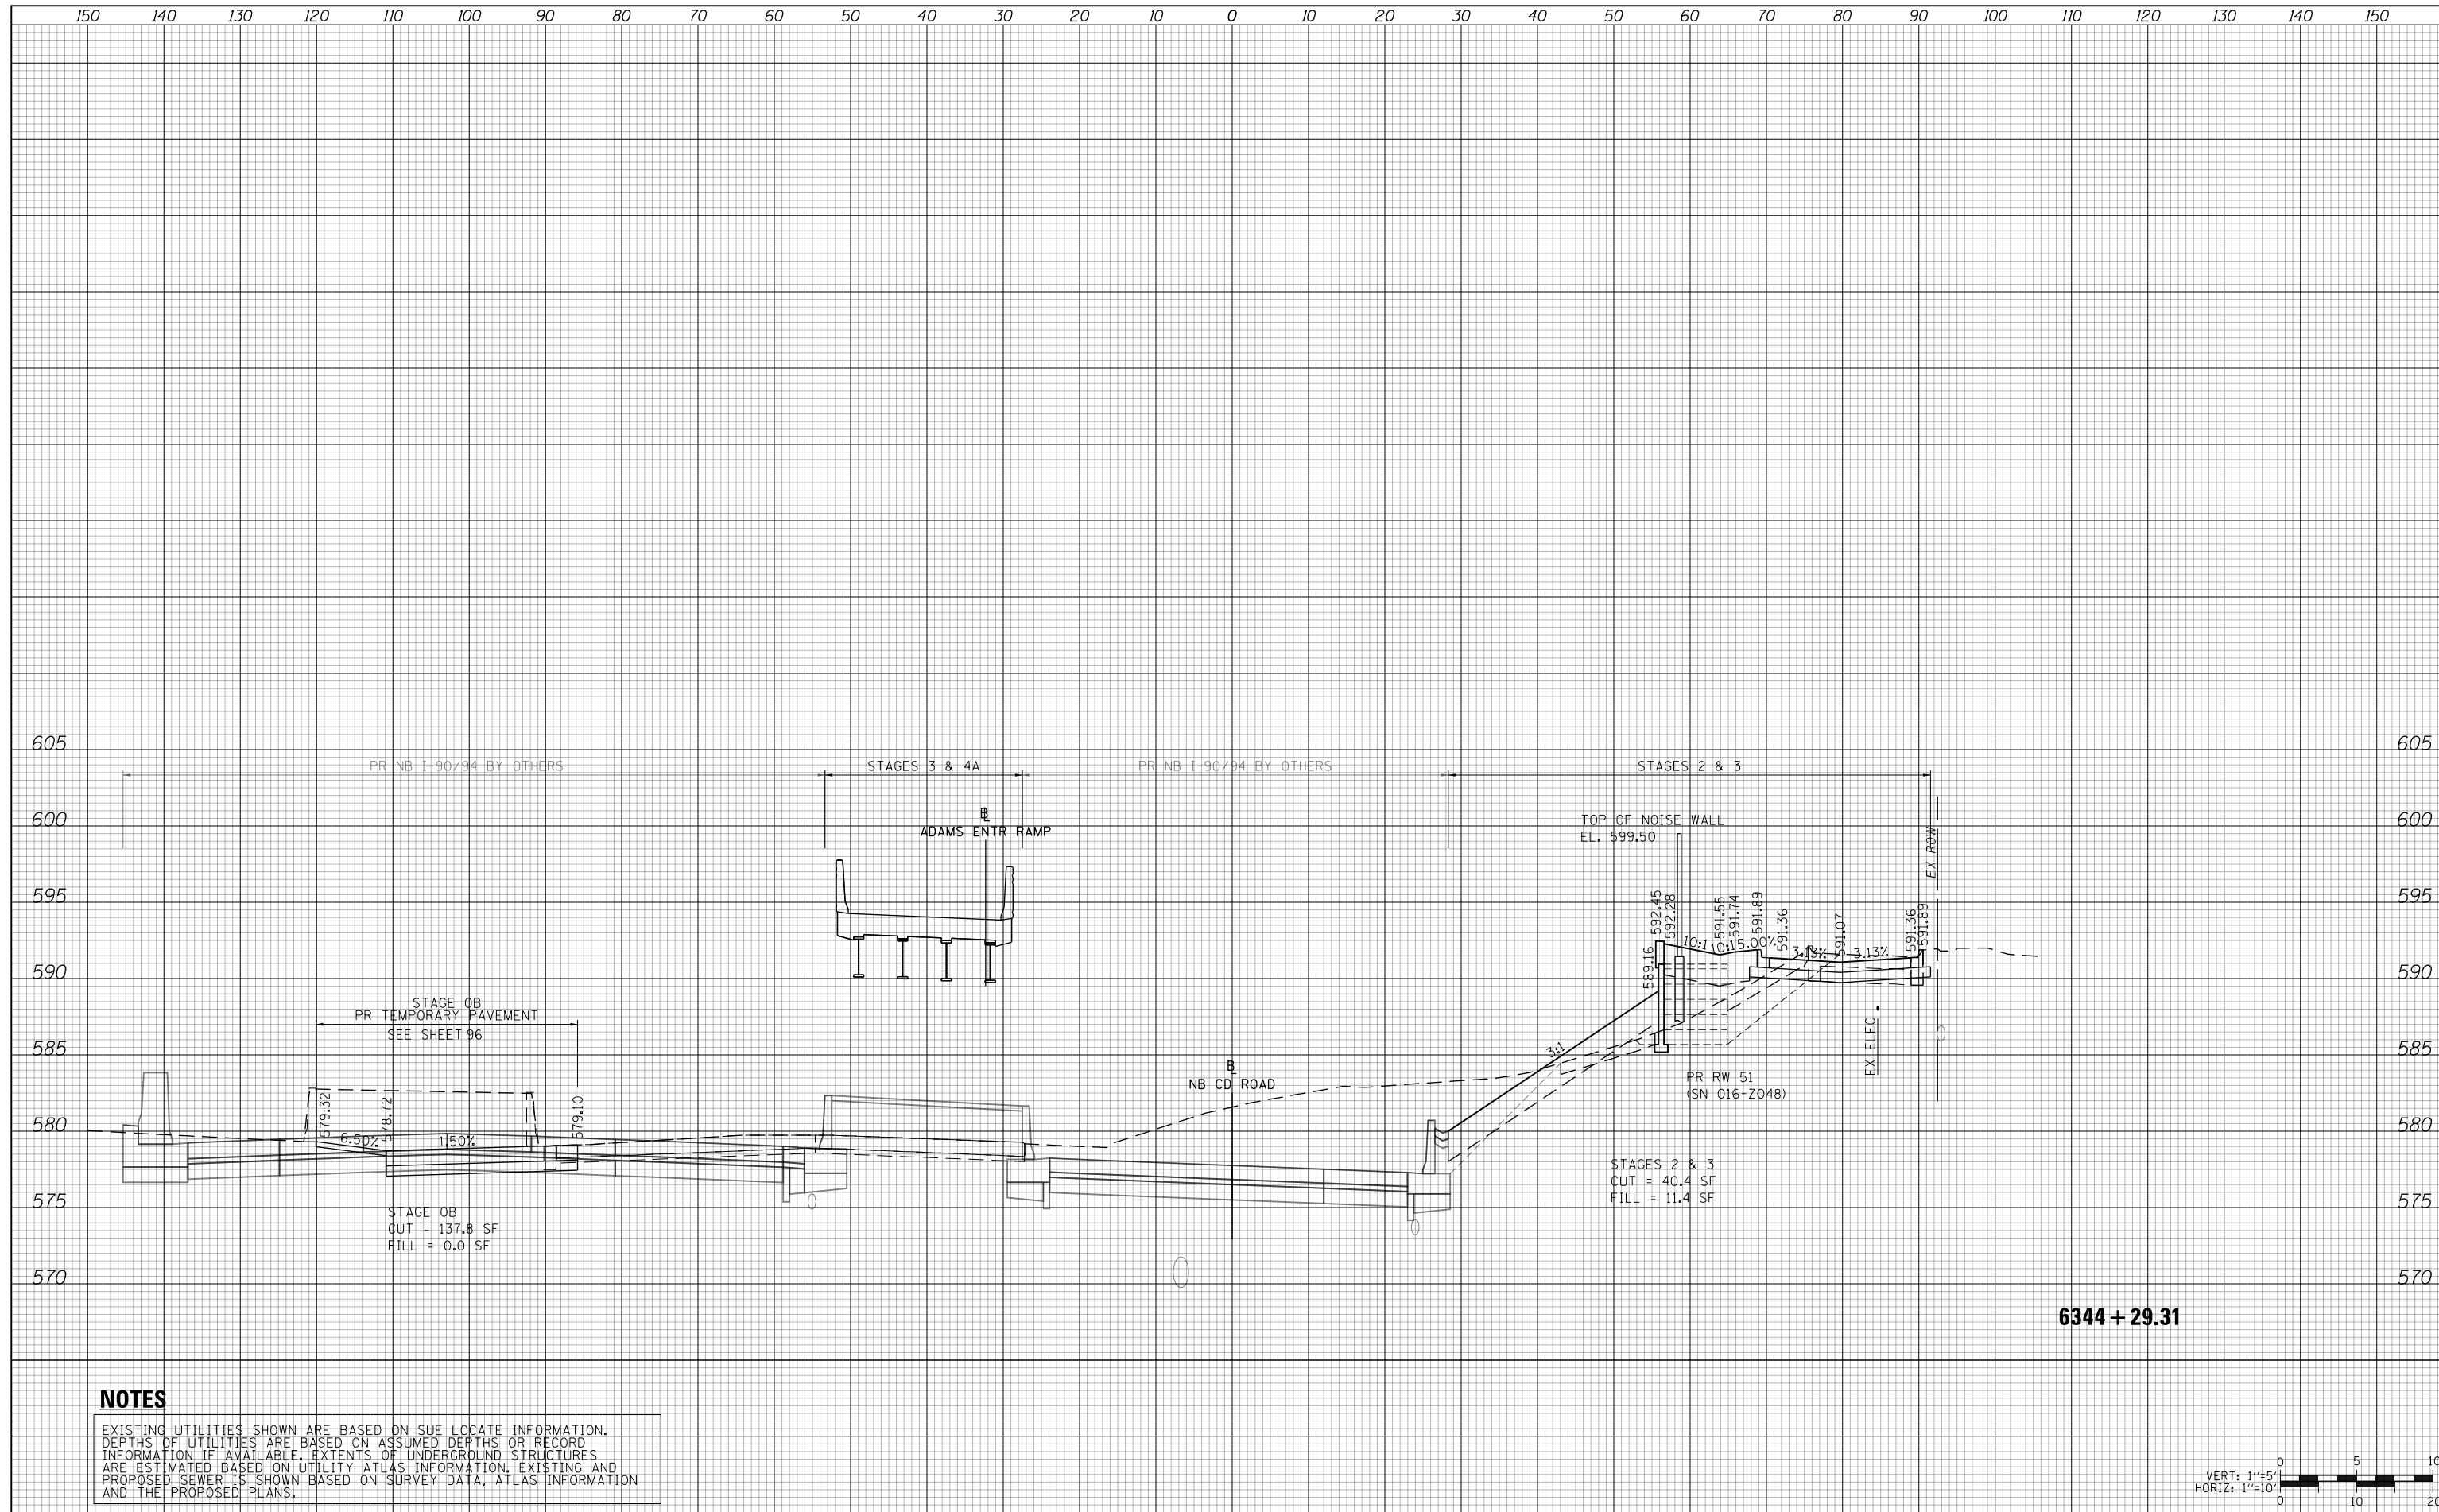 150 140 130 120 110 100 90 80 70 60 50 40 30 20 10 0 10 20 30 40 50 60 70 80 90 100 110 120 130 140 150
605 605
PR NB I-90/94 BY OTHERS STAGES 3 & 4A PR NB I-90/94 BY OTHERS STAGES 2 & 3
600 600
ADAMS ENTR RAMP
TOP OF NOISE WALL
EL. 599.50
EX ROW
595 595
592.45
592.28
591.55
591.74
591.89
591.36
591.07
591.36
591.89
589.16
10:1 10:1 5.00% 3.13% 3.13%
590 590
STAGE 0B
PR TEMPORARY PAVEMENT
SEE SHEET 96
585 585
EX ELEC
3:1
NB CD ROAD
PR RW 51
(SN 016-Z048)
580 580
579.32
578.72
579.10
6.50% 1.50%
STAGES 2 & 3
CUT = 40.4 SF
FILL = 11.4 SF
575 575
STAGE 0B
CUT = 137.8 SF
FILL = 0.0 SF
570 570
6344 + 29.31
NOTES
EXISTING UTILITIES SHOWN ARE BASED ON SUE LOCATE INFORMATION.
DEPTHS OF UTILITIES ARE BASED ON ASSUMED DEPTHS OR RECORD
INFORMATION IF AVAILABLE. EXTENTS OF UNDERGROUND STRUCTURES
ARE ESTIMATED BASED ON UTILITY ATLAS INFORMATION. EXISTING AND
PROPOSED SEWER IS SHOWN BASED ON SURVEY DATA, ATLAS INFORMATION
AND THE PROPOSED PLANS.
0 5 10
VERT: 1"=5'
HORIZ: 1"=10'
0 10 20